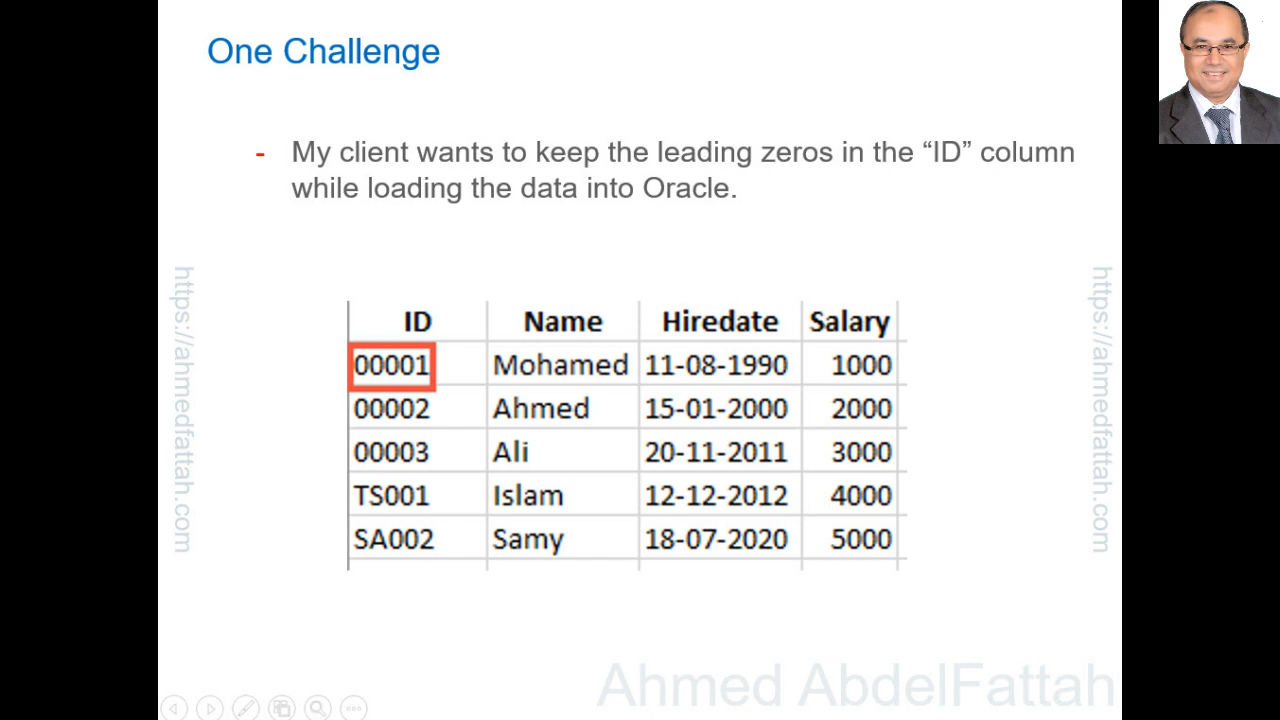 One Challenge
- My client wants to keep the leading zeros in the “ID” column
while loading the data into Oracle.
https://ahmedfattah.com
https://ahmedfattah.com
ID Name Hiredate Salary
00001 Mohamed 11-08-1990 1000
00002 Ahmed 15-01-2000 2000
00003 Ali 20-11-2011 3000
TS001 Islam 12-12-2012 4000
SA002 Samy 18-07-2020 5000
Ahmed AbdelFattah